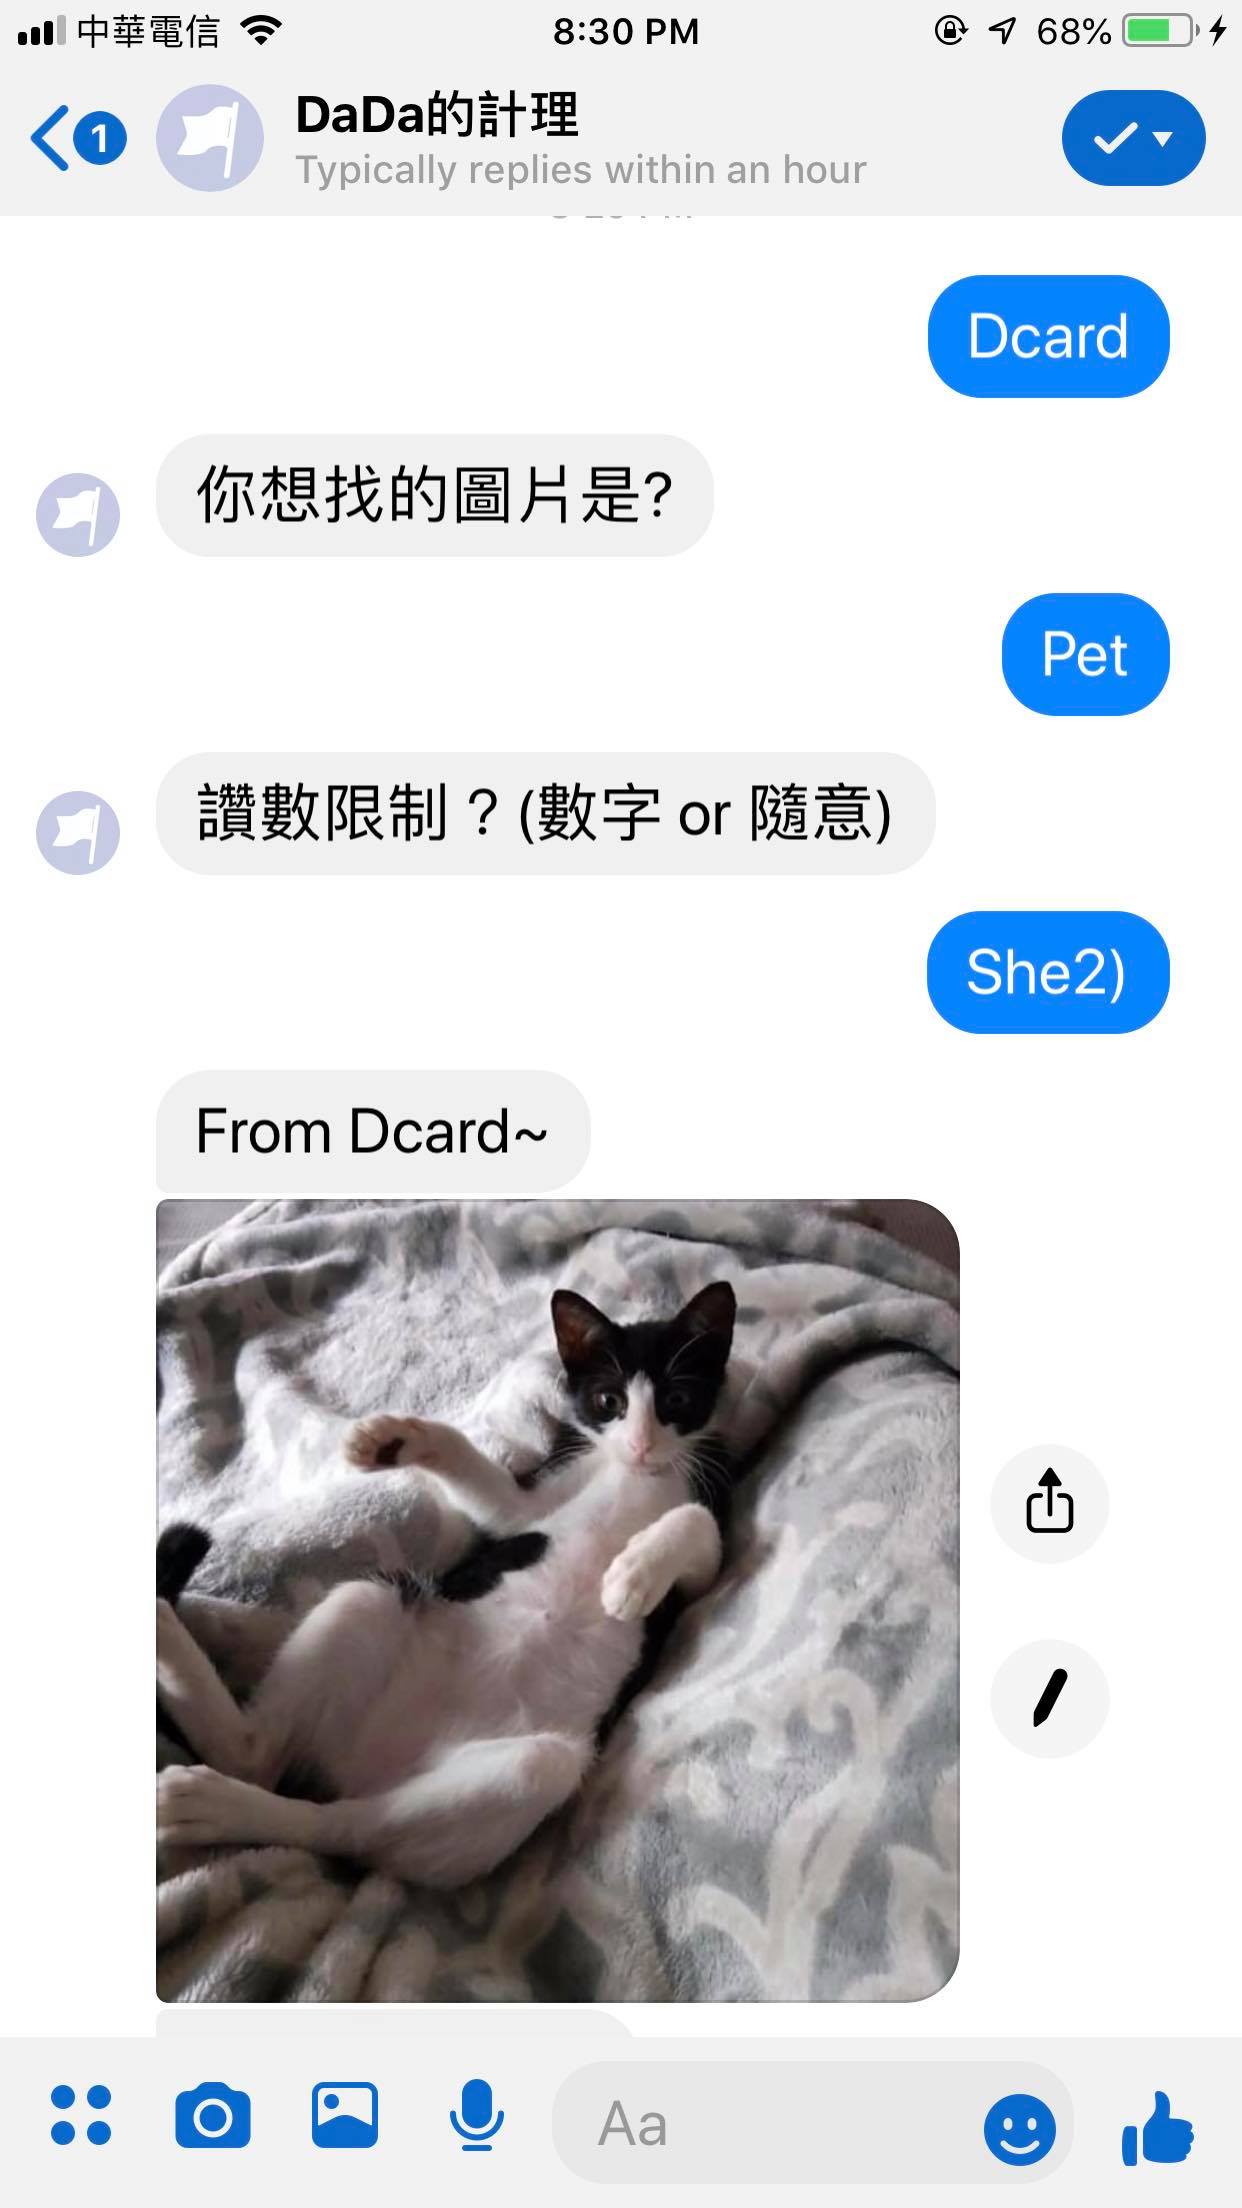 中華電信
8:30 PM
68%
1
DaDa的計理
Typically replies within an hour
Dcard
你想找的圖片是?
Pet
讚數限制？(數字 or 隨意)
She2)
From Dcard~
Aa